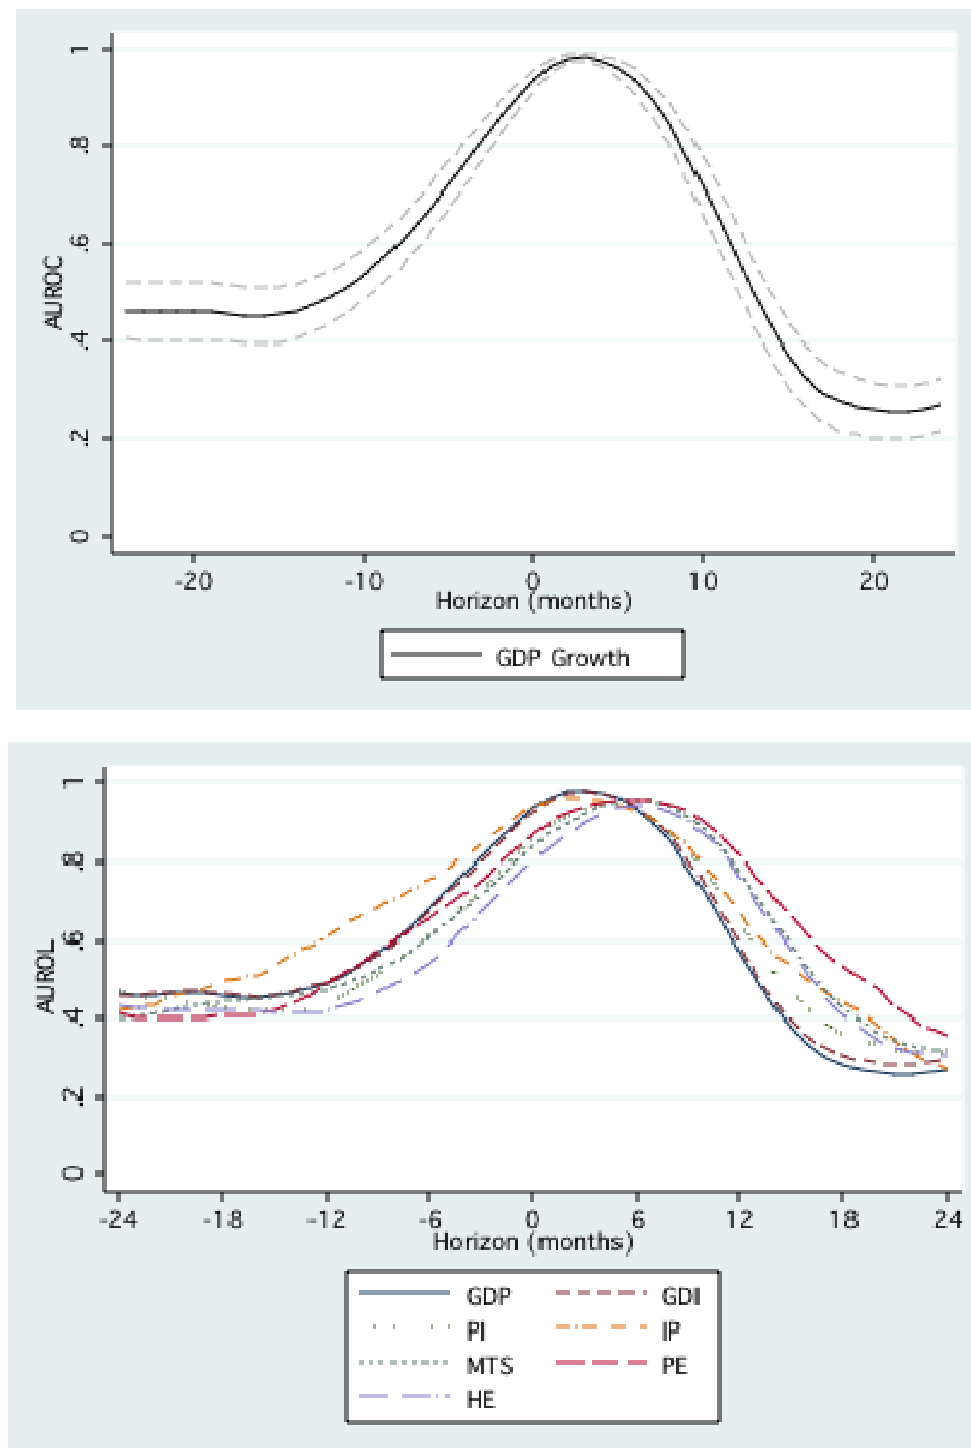 AUROC
1
.8
.6
.4
.2
0
-20 -10 0 10 20
Horizon (months)
GDP Growth
AUROL
1
.8
.6
.4
.2
0
-24 -18 -12 -6 0 6 12 18 24
Horizon (months)
GDP GDI
PI IP
MTS PE
HE